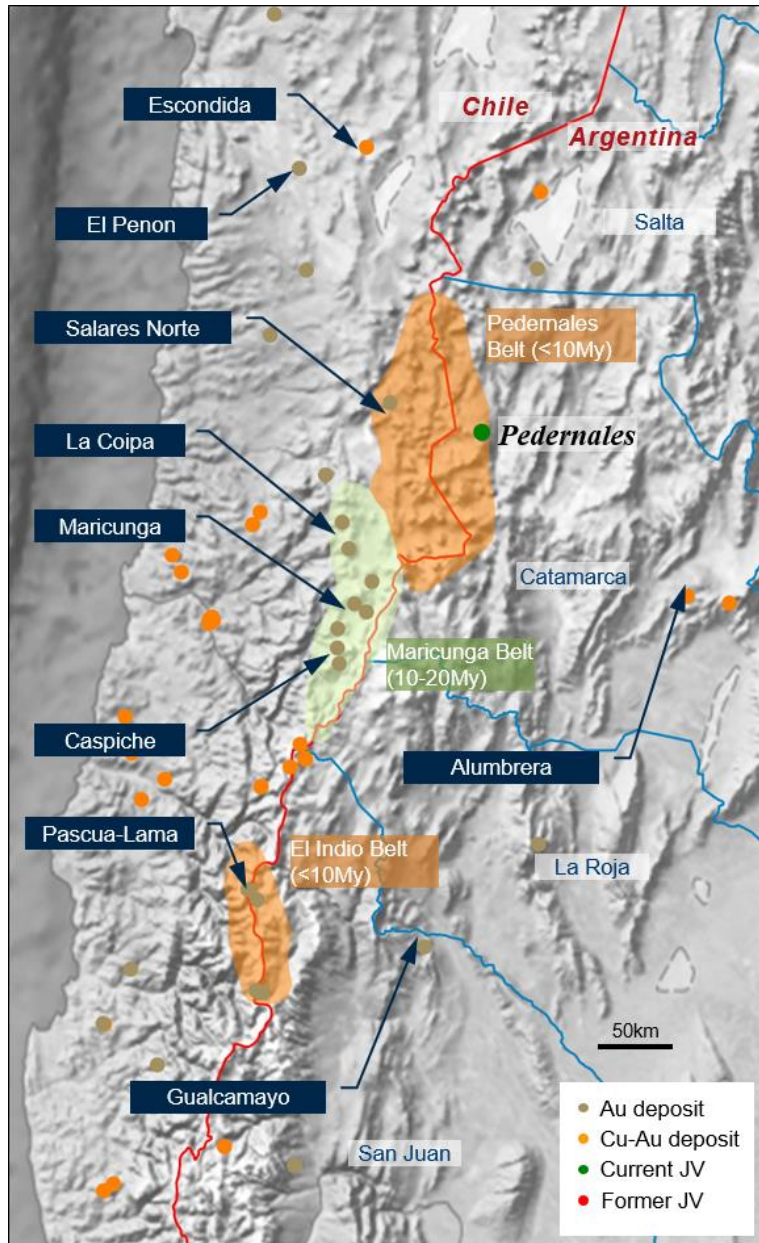 Chile
Escondida
Argentina
El Penon
Salta
Salares Norte
Pedernales
Belt (<10My)
La Coipa
Pedernales
Maricunga
Catamarca
Maricunga Belt
(10-20My)
Caspiche
Alumbrera
Pascua-Lama
El Indio Belt
(<10My)
La Roja
50km
Gualcamayo
San Juan
Au deposit
Cu-Au deposit
Current JV
Former JV